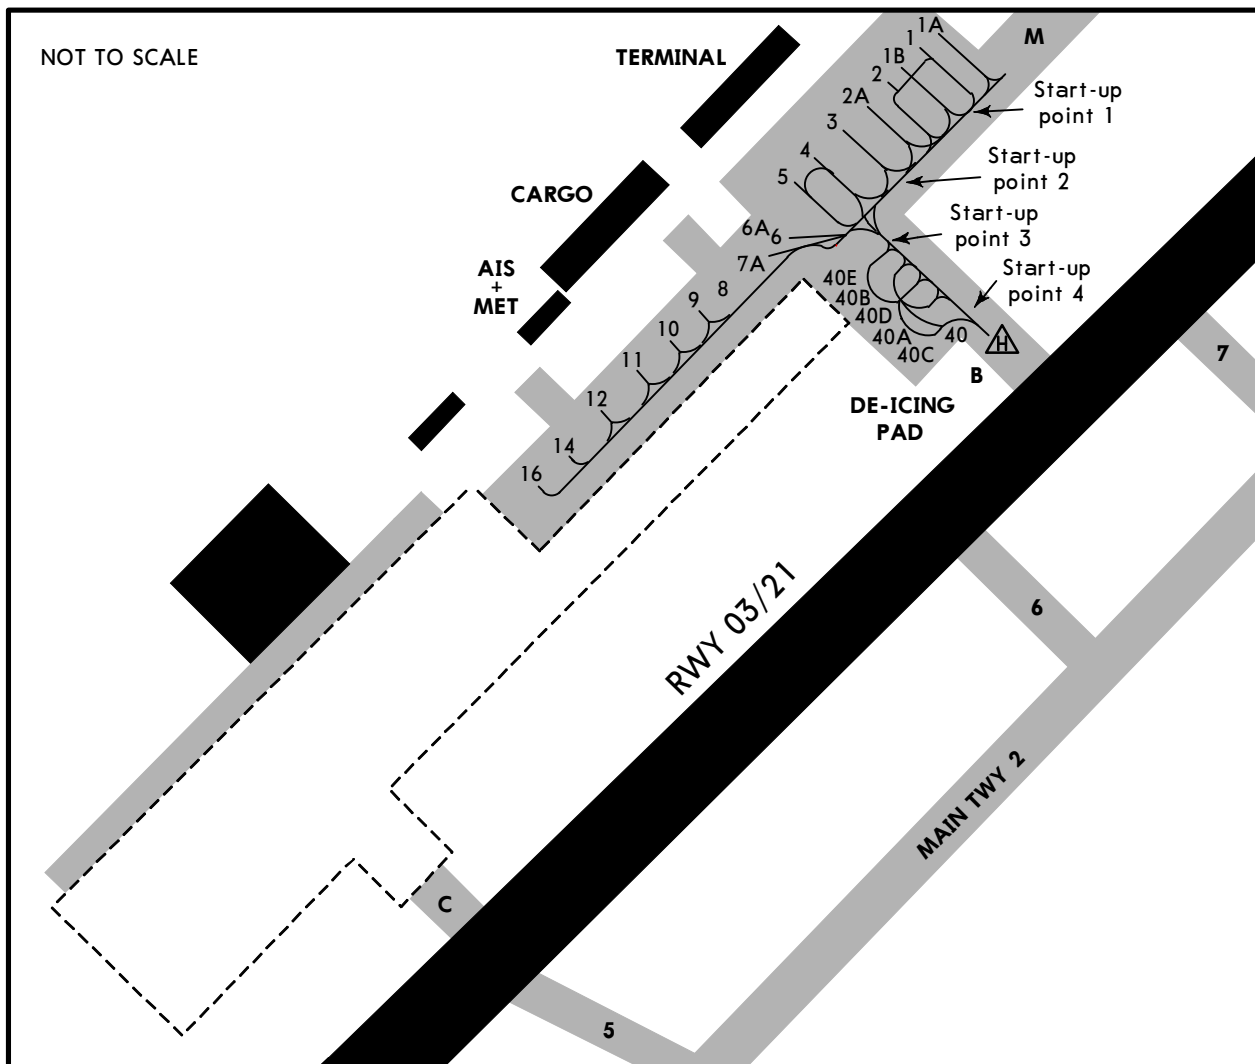 NOT TO SCALE
TERMINAL
CARGO
AIS
+
MET
1A
1
1B
2
2A
3
4
5
6A
6
7A
8
9
10
11
12
14
16
M
Start-up
point 1
Start-up
point 2
Start-up
point 3
Start-up
point 4
40E
40B
40D
40A
40C
40
H
B
DE-ICING
PAD
7
6
RWY 03/21
MAIN TWY 2
C
5